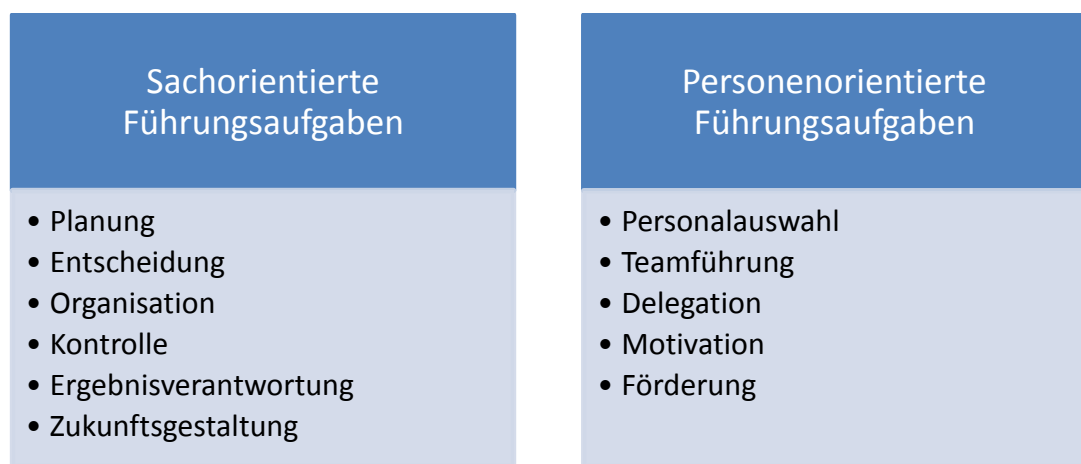 Sachorientierte
Führungsaufgaben
• Planung
• Entscheidung
• Organisation
• Kontrolle
• Ergebnisverantwortung
• Zukunftsgestaltung
Personenorientierte
Führungsaufgaben
• Personalauswahl
• Teamführung
• Delegation
• Motivation
• Förderung